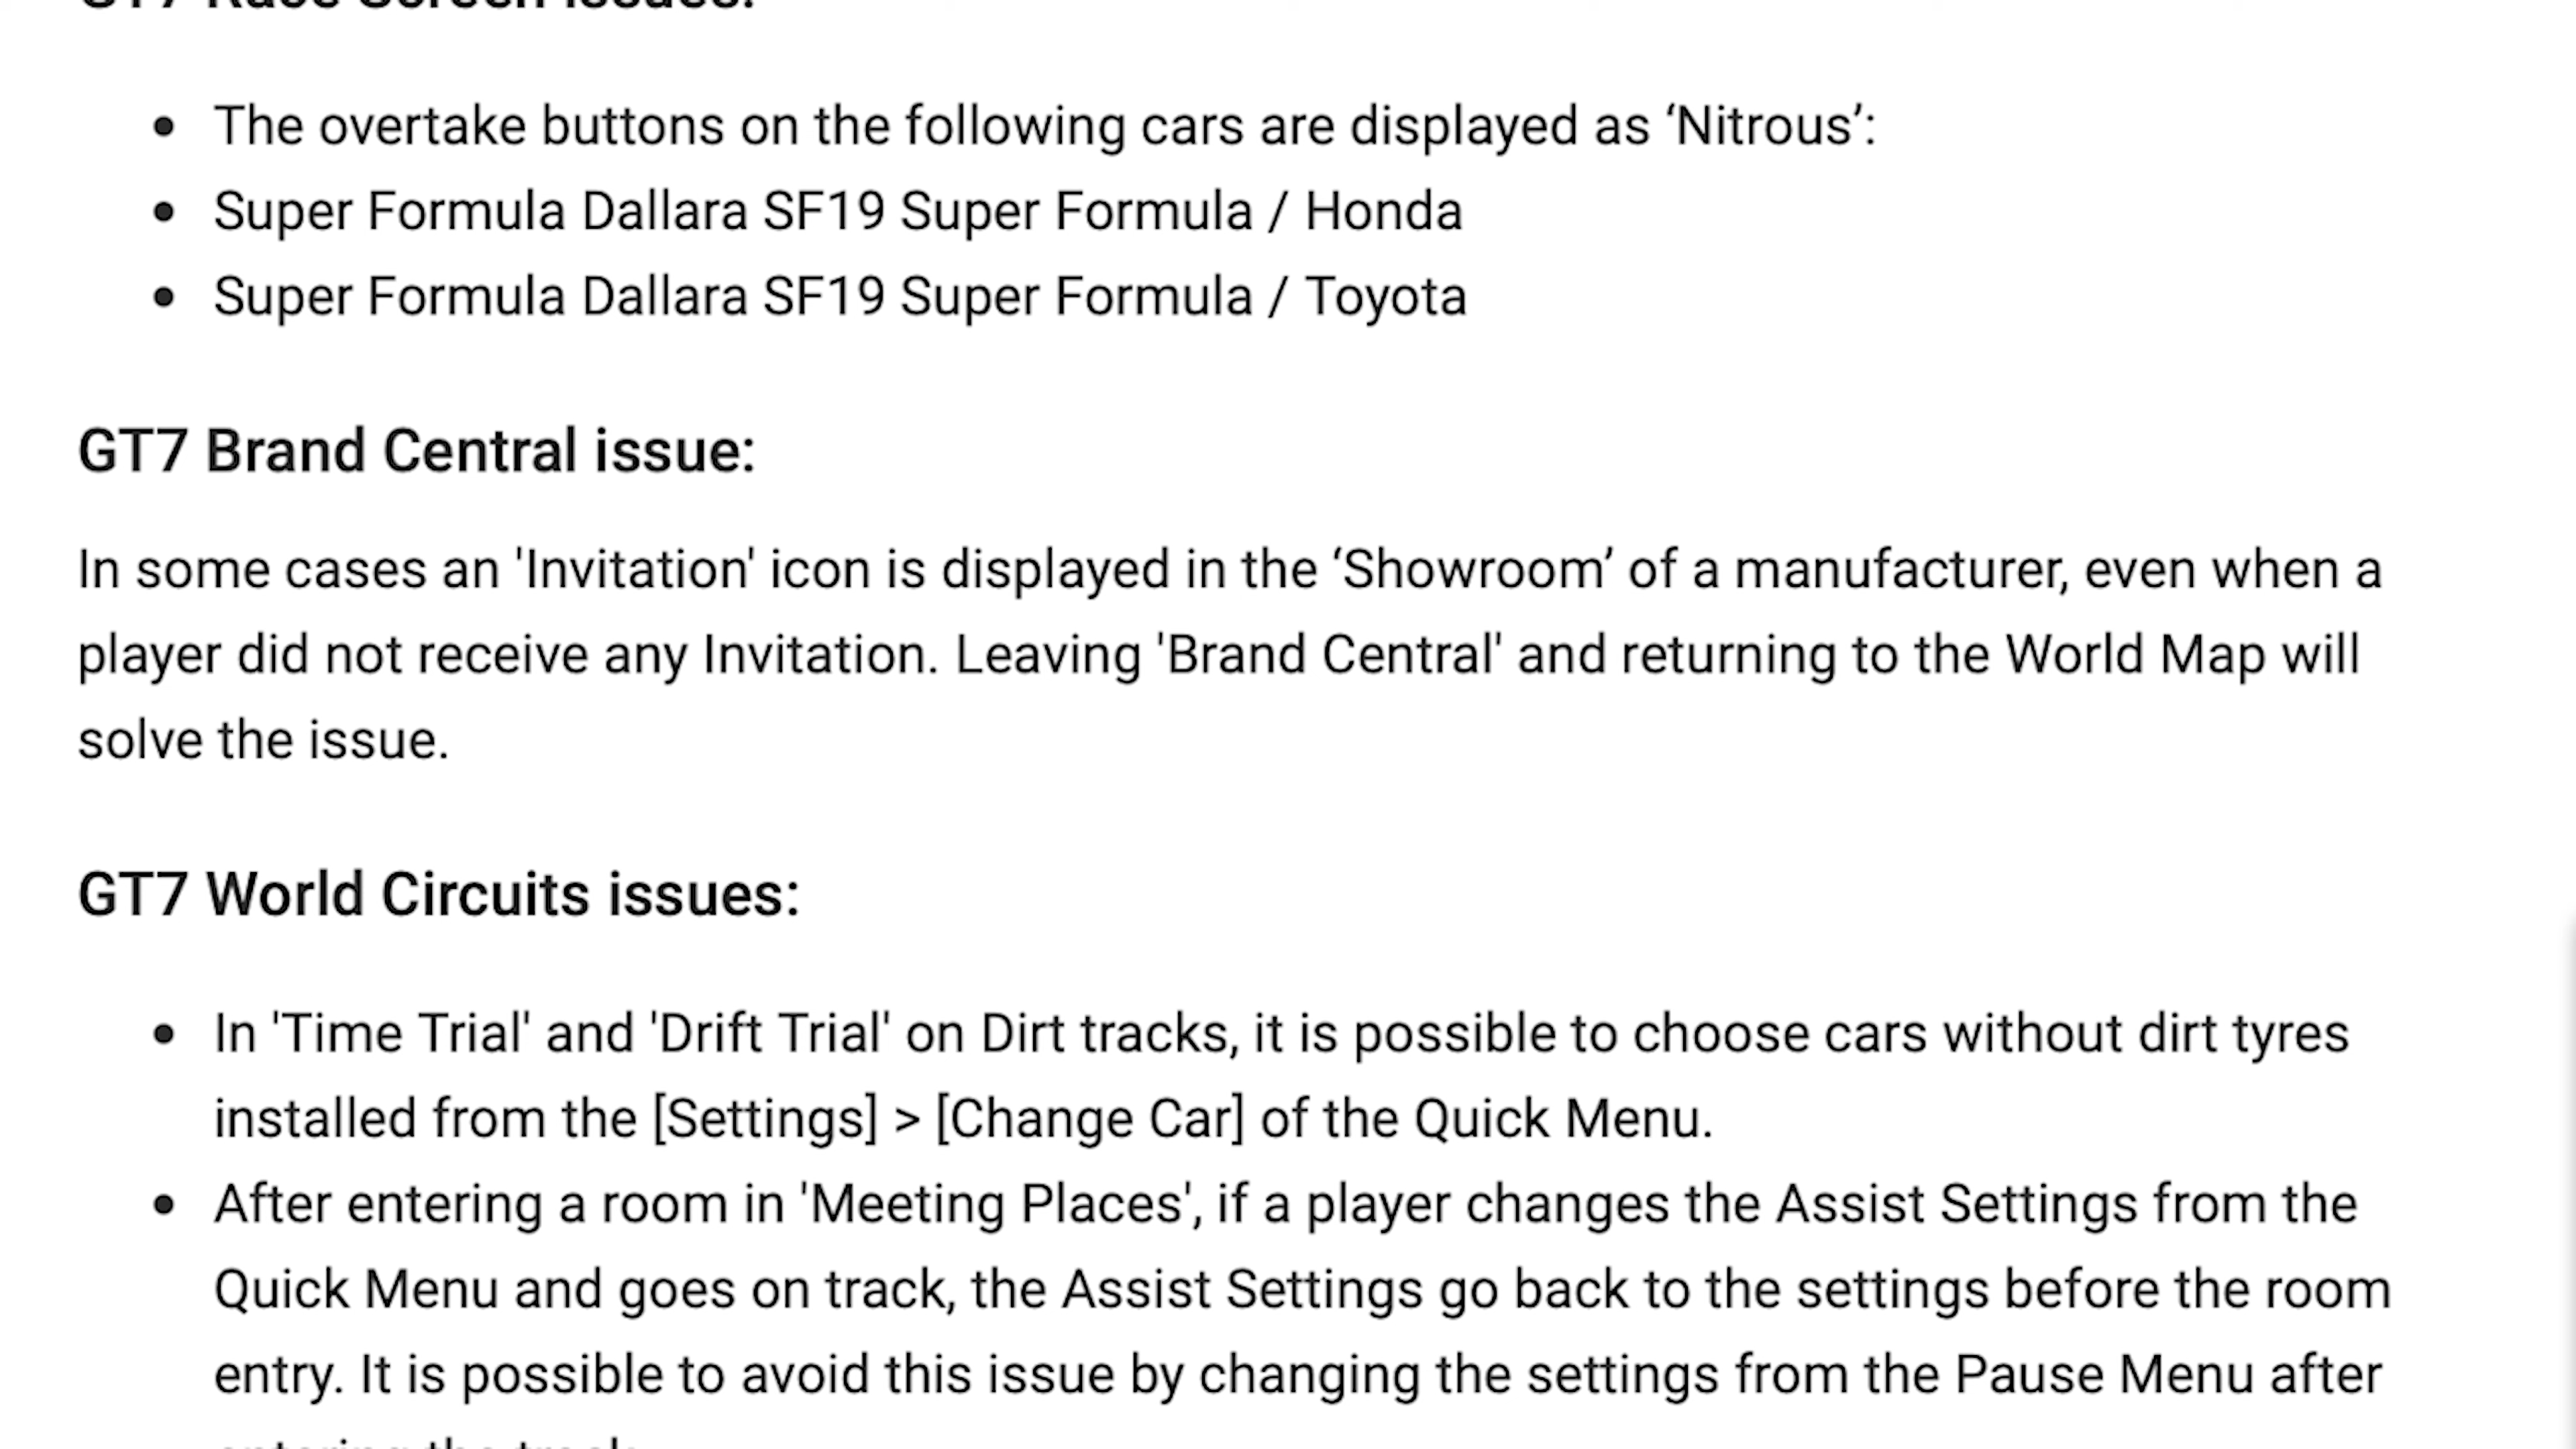 GT7 Race Screen issues:
• The overtake buttons on the following cars are displayed as ‘Nitrous’:
• Super Formula Dallara SF19 Super Formula / Honda
• Super Formula Dallara SF19 Super Formula / Toyota
GT7 Brand Central issue:
In some cases an 'Invitation' icon is displayed in the ‘Showroom’ of a manufacturer, even when a
player did not receive any Invitation. Leaving 'Brand Central' and returning to the World Map will
solve the issue.
GT7 World Circuits issues:
• In 'Time Trial' and 'Drift Trial' on Dirt tracks, it is possible to choose cars without dirt tyres
installed from the [Settings] > [Change Car] of the Quick Menu.
• After entering a room in 'Meeting Places', if a player changes the Assist Settings from the
Quick Menu and goes on track, the Assist Settings go back to the settings before the room
entry. It is possible to avoid this issue by changing the settings from the Pause Menu after
entering the track